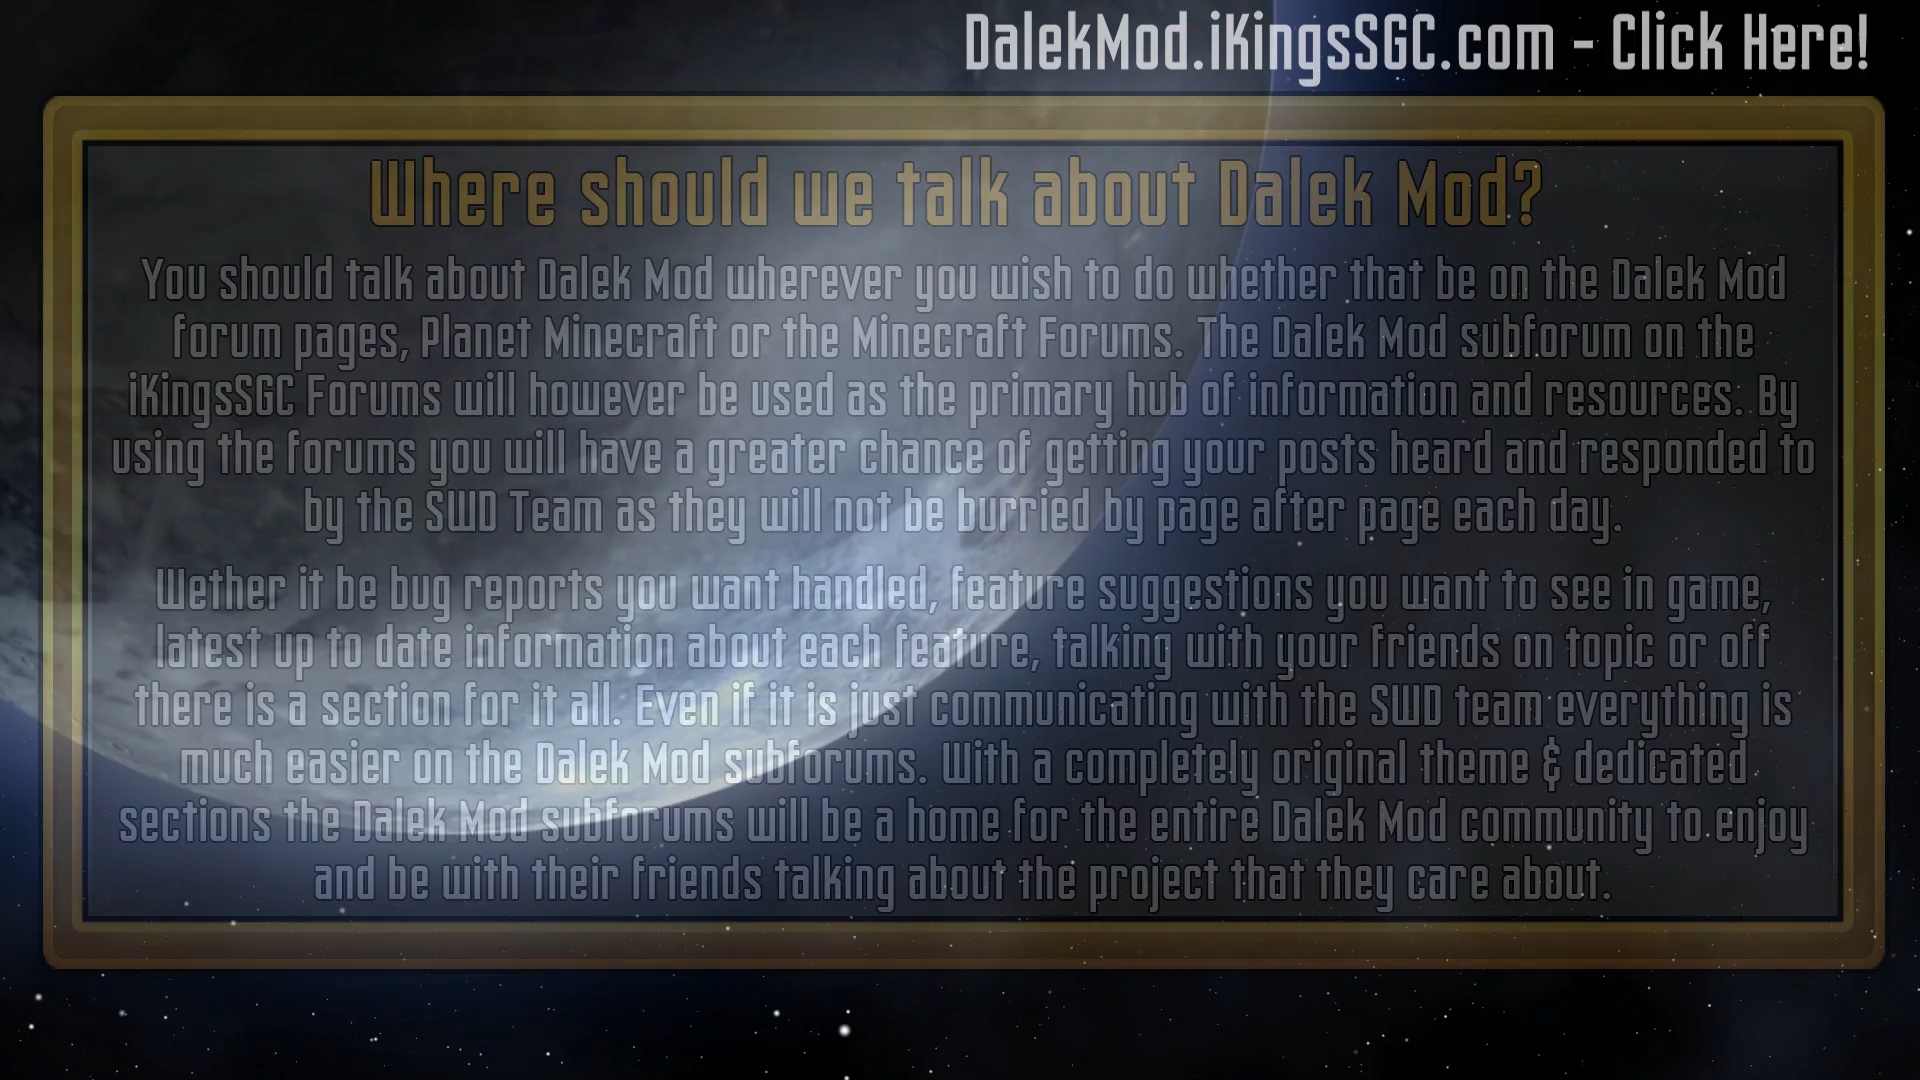 DalekMod.iKingsSGC.com - Click Here!
Where should we talk about Dalek Mod?
You should talk about Dalek Mod wherever you wish to do whether that be on the Dalek Mod
forum pages, Planet Minecraft or the Minecraft Forums. The Dalek Mod subforum on the
iKingsSGC Forums will however be used as the primary hub of information and resources. By
using the forums you will have a greater chance of getting your posts heard and responded to
by the SWD Team as they will not be burried by page after page each day.
Wether it be bug reports you want handled, feature suggestions you want to see in game,
latest up to date information about each feature, talking with your friends on topic or off
there is a section for it all. Even if it is just communicating with the SWD team everything is
much easier on the Dalek Mod subforums. With a completely original theme & dedicated
sections the Dalek Mod subforums will be a home for the entire Dalek Mod community to enjoy
and be with their friends talking about the project that they care about.